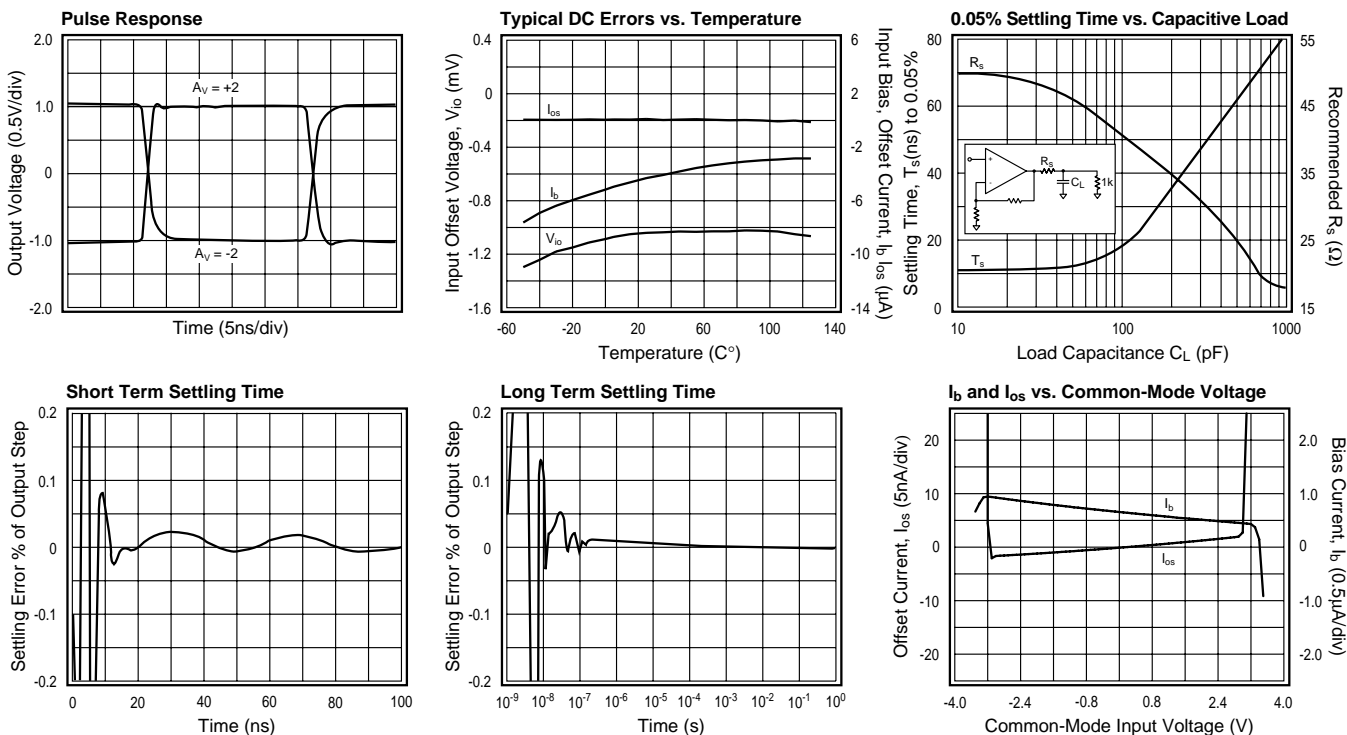 Pulse Response
Output Voltage (0.5V/div)
2.0
1.0
0
-1.0
-2.0
A_V = +2
A_V = -2
Time (5ns/div)
Typical DC Errors vs. Temperature
Input Offset Voltage, V_io (mV)
0.4
0
-0.4
-0.8
-1.2
-1.6
I_os
I_b
V_io
6
2
-2
-6
-10
-14
Input Bias, Offset Current, I_b, I_os (µA)
-60 -20 20 60 100 140
Temperature (C°)
0.05% Settling Time vs. Capacitive Load
Settling Time, T_s(ns) to 0.05%
80
60
40
20
0
R_s
T_s
+
-
R_s
C_L
1k
55
45
35
25
15
Recommended R_s (Ω)
10 100 1000
Load Capacitance C_L (pF)
Short Term Settling Time
Settling Error % of Output Step
0.2
0.1
0
-0.1
-0.2
0 20 40 60 80 100
Time (ns)
Long Term Settling Time
Settling Error % of Output Step
0.2
0.1
0
-0.1
-0.2
10⁻⁹ 10⁻⁸ 10⁻⁷ 10⁻⁶ 10⁻⁵ 10⁻⁴ 10⁻³ 10⁻² 10⁻¹ 10⁰
Time (s)
I_b and I_os vs. Common-Mode Voltage
Offset Current, I_os (5nA/div)
20
10
0
-10
-20
I_b
I_os
2.0
1.0
0
-1.0
-2.0
Bias Current, I_b (0.5µA/div)
-4.0 -2.4 -0.8 0.8 2.4 4.0
Common-Mode Input Voltage (V)